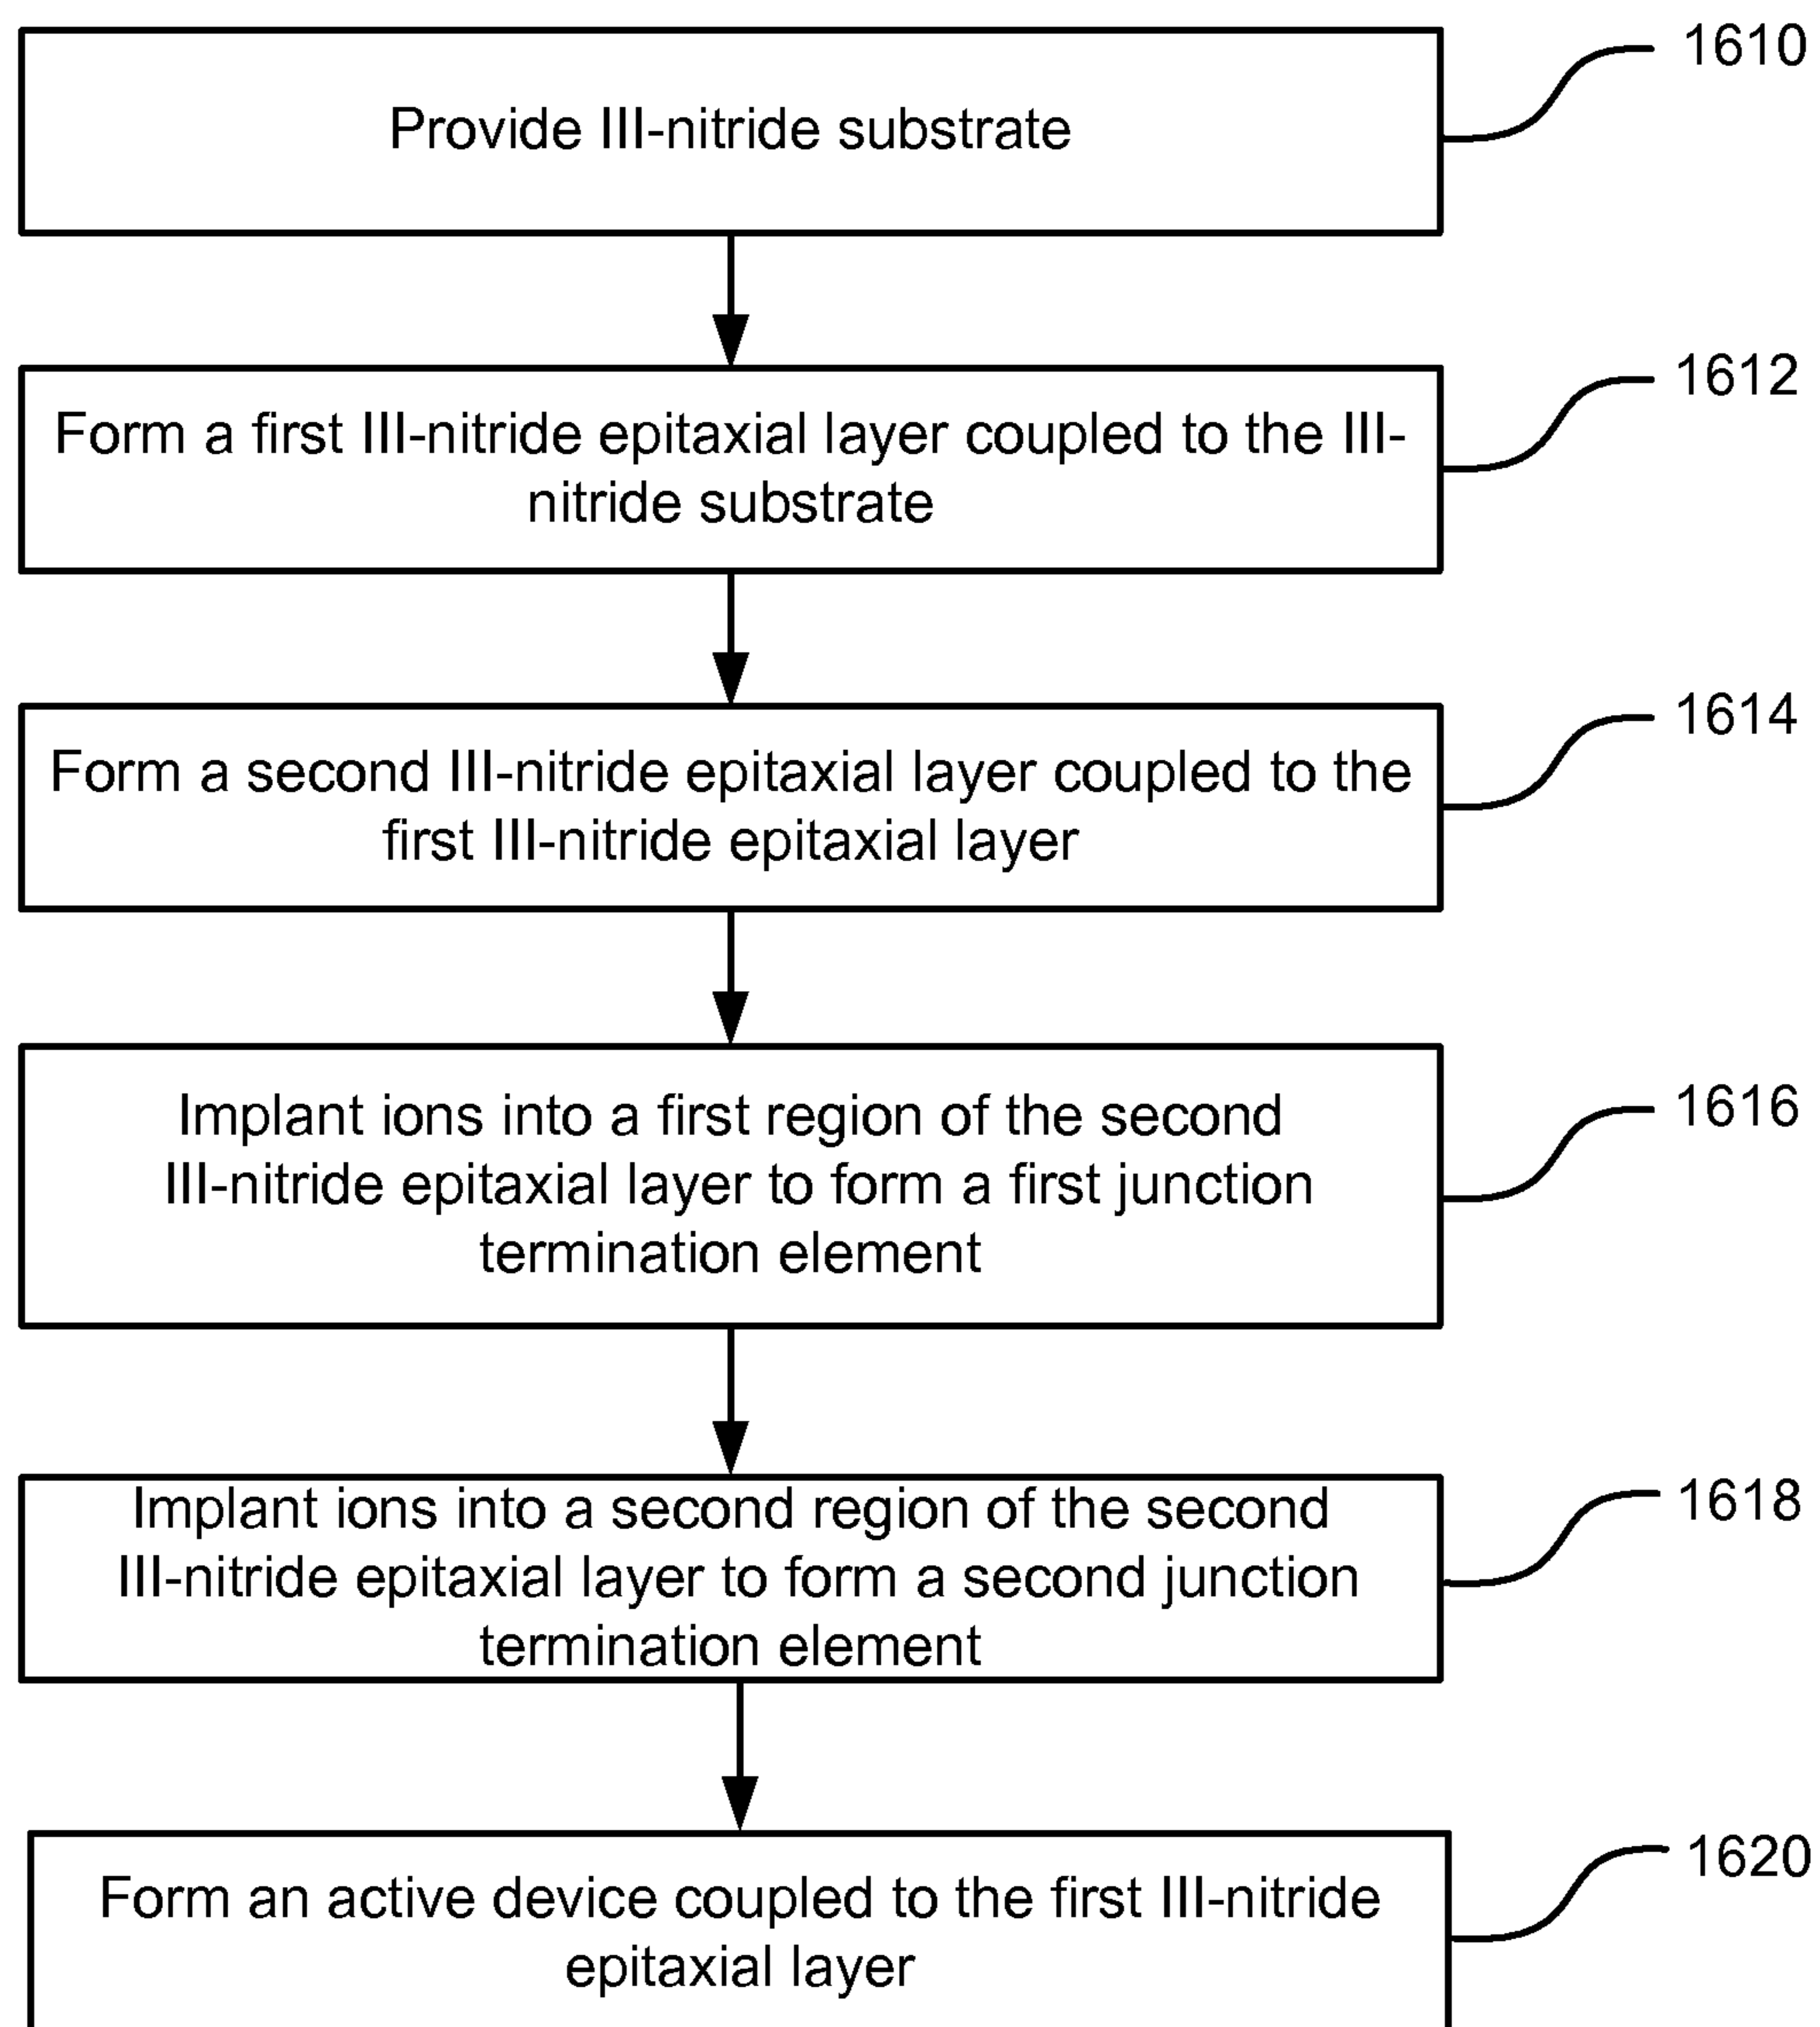 1610
Provide III-nitride substrate
1612
Form a first III-nitride epitaxial layer coupled to the III-
nitride substrate
1614
Form a second III-nitride epitaxial layer coupled to the
first III-nitride epitaxial layer
1616
Implant ions into a first region of the second
III-nitride epitaxial layer to form a first junction
termination element
1618
Implant ions into a second region of the second
III-nitride epitaxial layer to form a second junction
termination element
1620
Form an active device coupled to the first III-nitride
epitaxial layer